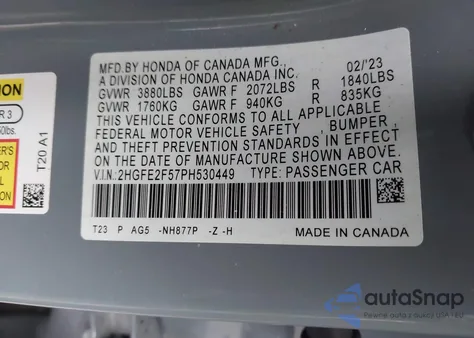 MFD.BY HONDA OF CANADA MFG., 02/'23
A DIVISION OF HONDA CANADA INC.
GVWR 3880LBS GAWR F 2072LBS R 1840LBS
GVWR 1760KG GAWR F 940KG R 835KG
THIS VEHICLE CONFORMS TO ALL APPLICABLE
FEDERAL MOTOR VEHICLE SAFETY , BUMPER ,
AND THEFT PREVENTION STANDARDS IN EFFECT
ON THE DATE OF MANUFACTURE SHOWN ABOVE.
V.I.N: 2HGFE2F57PH530449 TYPE: PASSENGER CAR
T23 P AG5 -NH877P -Z -H MADE IN CANADA
T20 A1
autoSnap